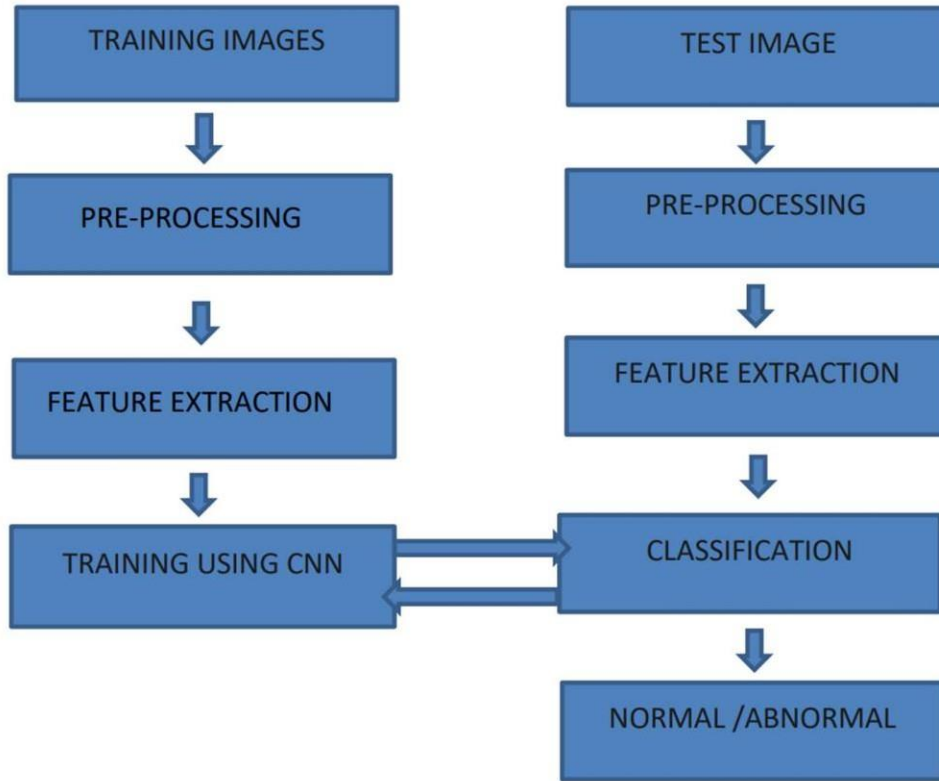 TRAINING IMAGES
PRE-PROCESSING
FEATURE EXTRACTION
TRAINING USING CNN
TEST IMAGE
PRE-PROCESSING
FEATURE EXTRACTION
CLASSIFICATION
NORMAL /ABNORMAL